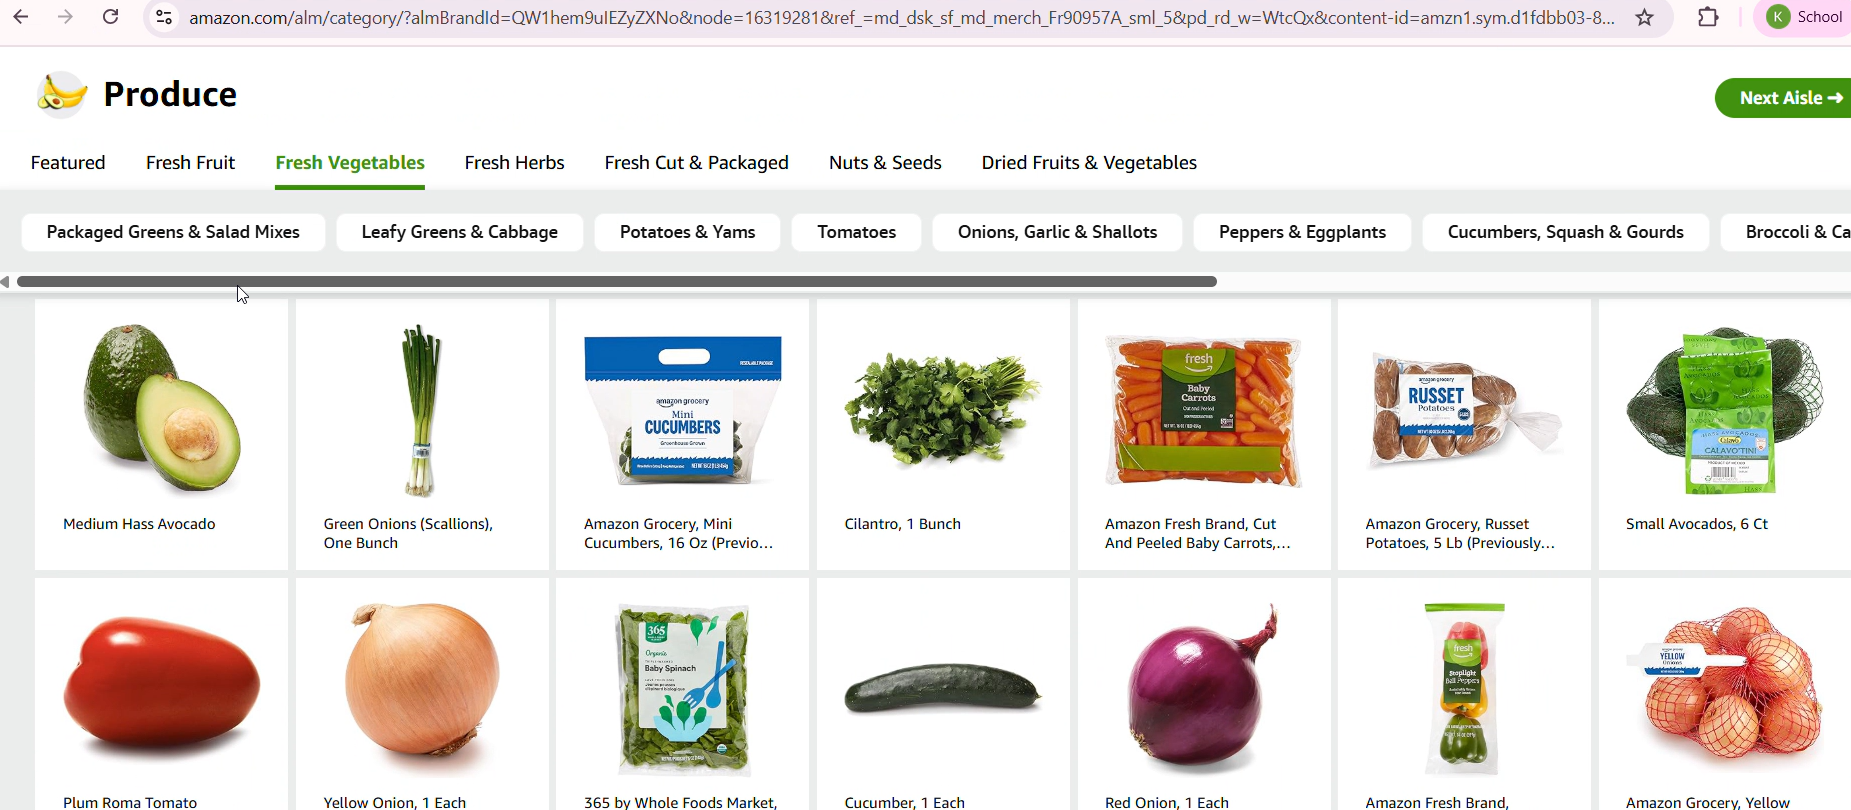 amazon.com/alm/category/?almBrandId=QW1hem9uIEZyZXNo&node=16319281&ref_=md_dsk_sf_md_merch_Fr90957A_sml_5&pd_rd_w=WtcQx&content-id=amzn1.sym.d1fdbb03-8...
K School
Produce
Next Aisle ➔
Featured Fresh Fruit Fresh Vegetables Fresh Herbs Fresh Cut & Packaged Nuts & Seeds Dried Fruits & Vegetables
Packaged Greens & Salad Mixes Leafy Greens & Cabbage Potatoes & Yams Tomatoes Onions, Garlic & Shallots Peppers & Eggplants Cucumbers, Squash & Gourds Broccoli & Ca
RESEALABLE PACKAGE
amazon grocery
Mini
CUCUMBERS
Greenhouse Grown
fresh
Baby
Carrots
Cut and Peeled
amazon grocery
RUSSET
Potatoes
CALAVO'TINI
Medium Hass Avocado
Green Onions (Scallions),
One Bunch
Amazon Grocery, Mini
Cucumbers, 16 Oz (Previo...
Cilantro, 1 Bunch
Amazon Fresh Brand, Cut
And Peeled Baby Carrots,...
Amazon Grocery, Russet
Potatoes, 5 Lb (Previously...
Small Avocados, 6 Ct
365
Organic
Baby Spinach
fresh
Stoplight
Bell Peppers
YELLOW
Onions
Plum Roma Tomato
Yellow Onion, 1 Each
365 by Whole Foods Market,
Cucumber, 1 Each
Red Onion, 1 Each
Amazon Fresh Brand,
Amazon Grocery, Yellow